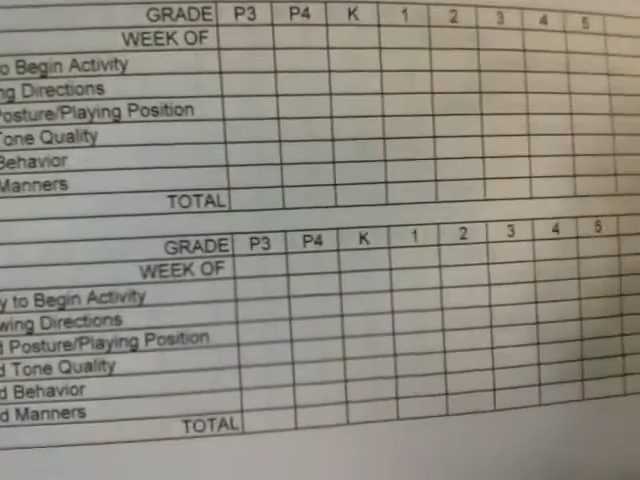 GRADE P3 P4 K 1 2 3 4 5
WEEK OF
o Begin Activity
ng Directions
Posture/Playing Position
Tone Quality
Behavior
Manners
TOTAL
GRADE P3 P4 K 1 2 3 4 5
WEEK OF
y to Begin Activity
wing Directions
d Posture/Playing Position
d Tone Quality
d Behavior
d Manners
TOTAL